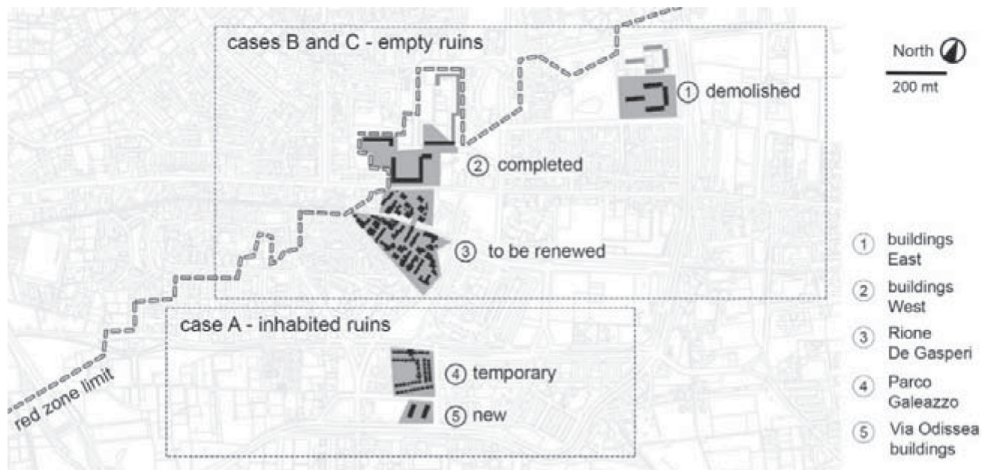 cases B and C - empty ruins
North
200 mt
① demolished
② completed
③ to be renewed
case A - inhabited ruins
④ temporary
⑤ new
red zone limit
① buildings
East
② buildings
West
③ Rione
De Gasperi
④ Parco
Galeazzo
⑤ Via Odissea
buildings